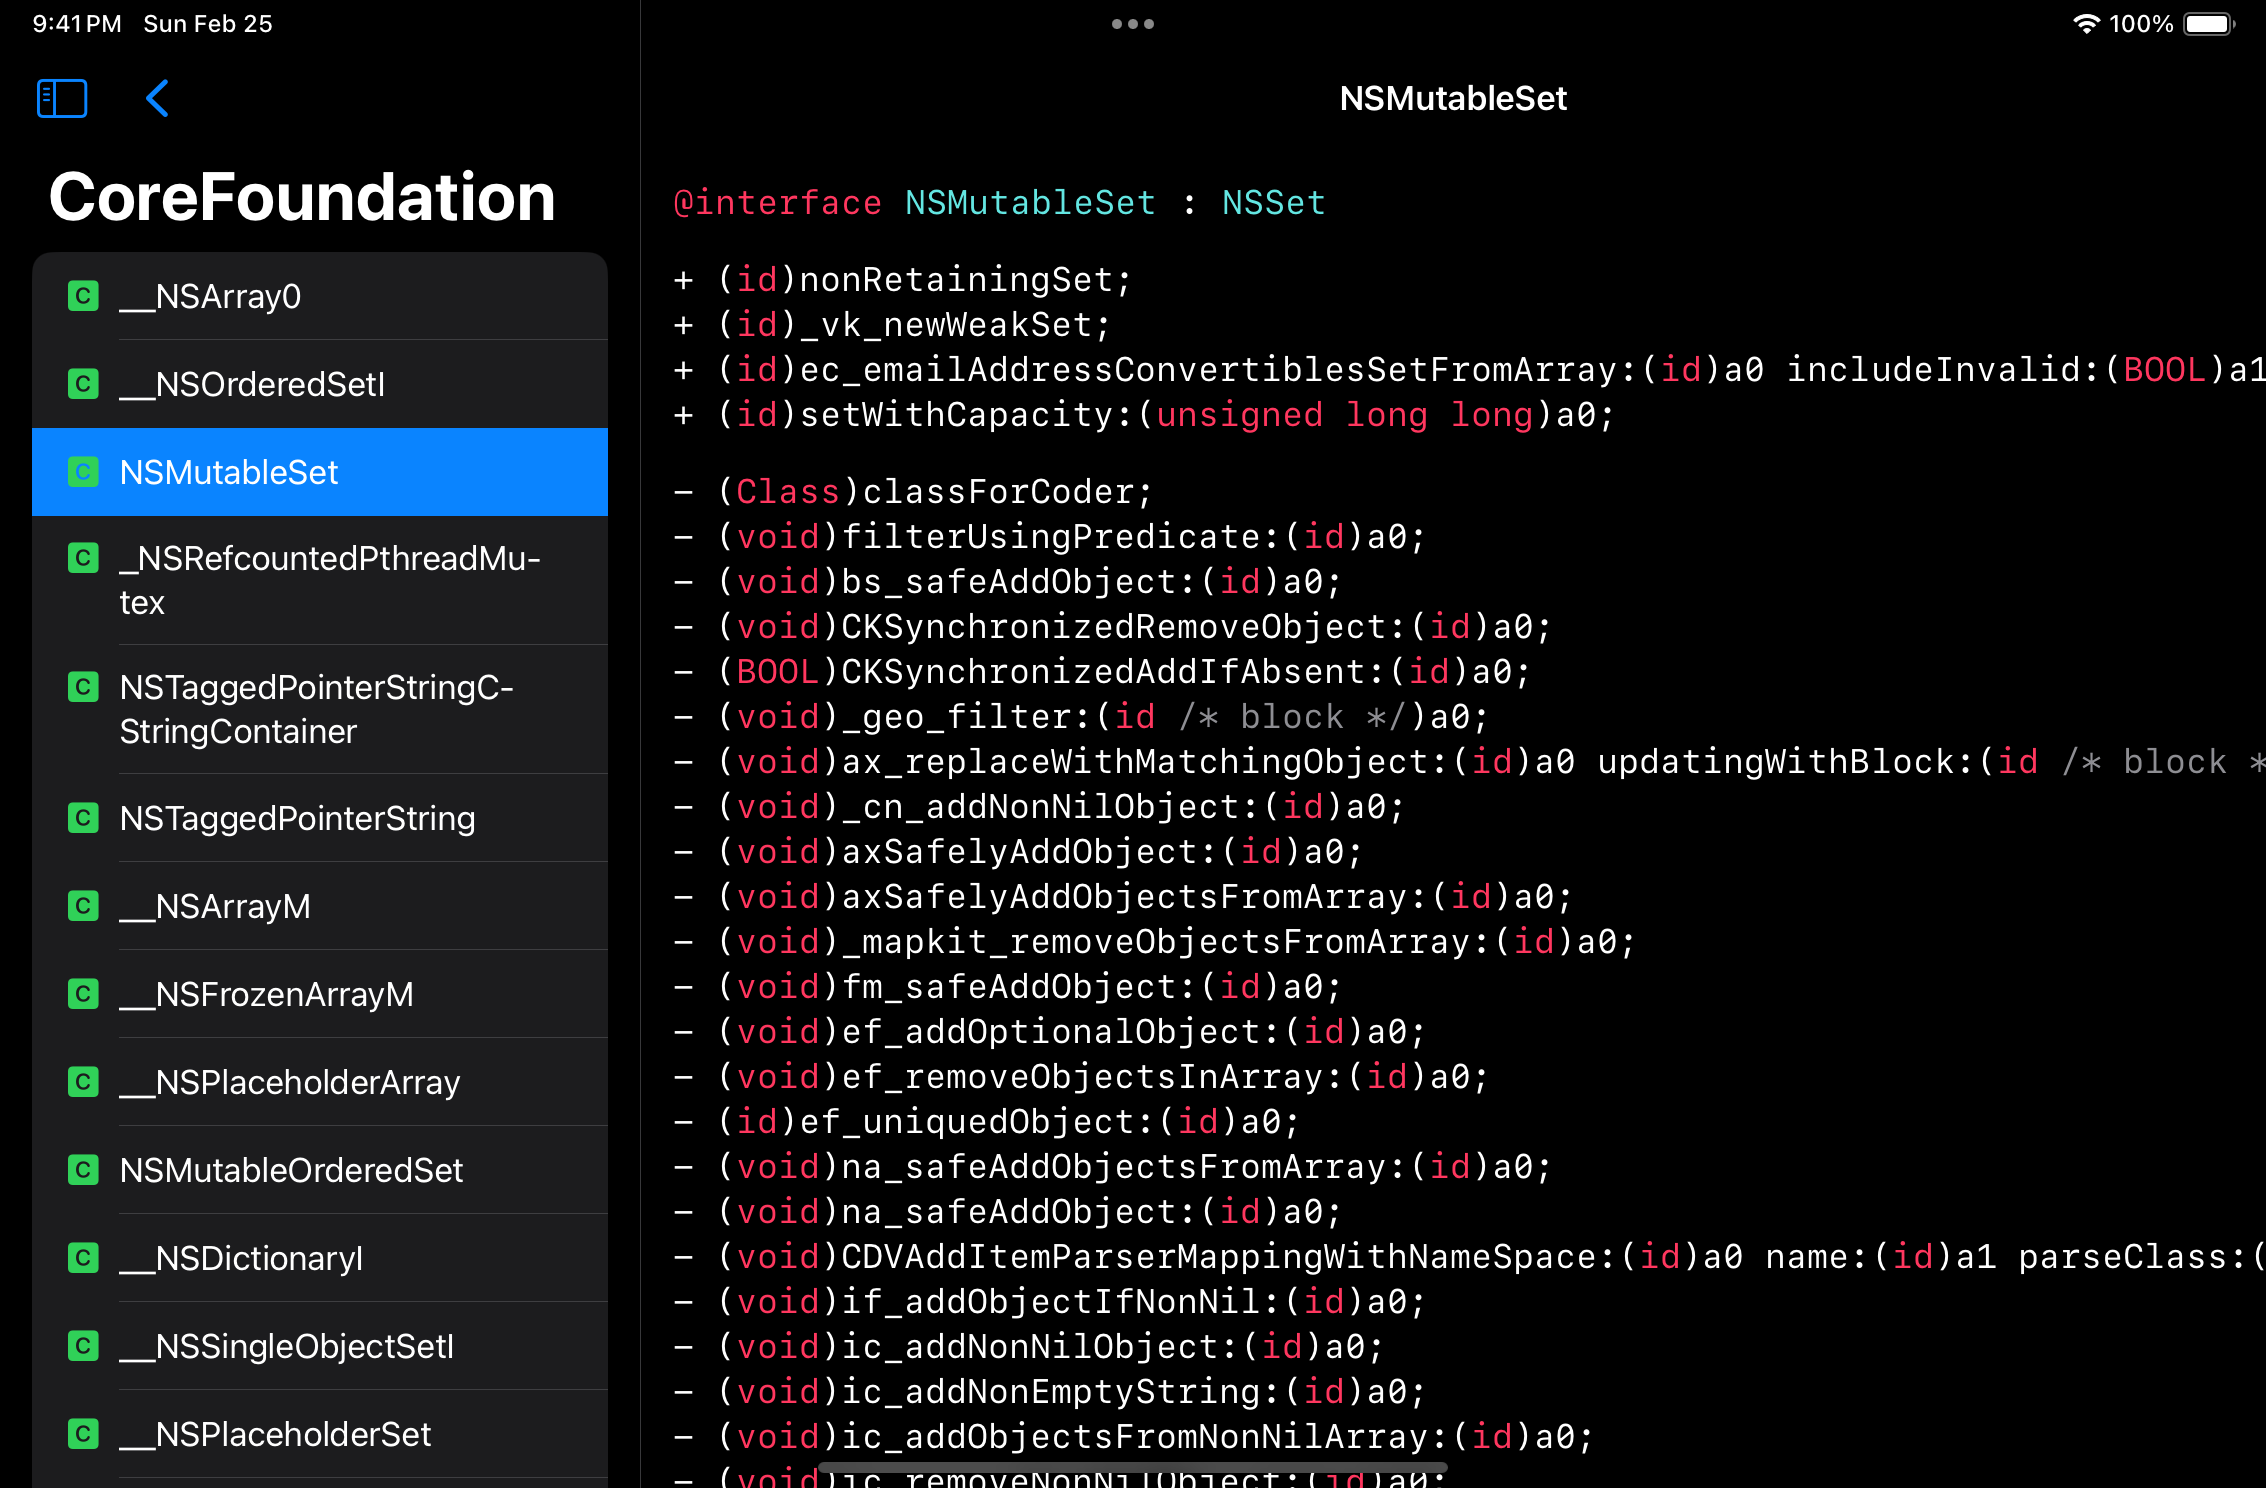 9:41 PM Sun Feb 25
100%
CoreFoundation
C __NSArray0
C __NSOrderedSetI
C NSMutableSet
C _NSRefcountedPthreadMu-
tex
C NSTaggedPointerStringC-
StringContainer
C NSTaggedPointerString
C __NSArrayM
C __NSFrozenArrayM
C __NSPlaceholderArray
C NSMutableOrderedSet
C __NSDictionaryI
C __NSSingleObjectSetI
C __NSPlaceholderSet
NSMutableSet
@interface NSMutableSet : NSSet
+ (id)nonRetainingSet;
+ (id)_vk_newWeakSet;
+ (id)ec_emailAddressConvertiblesSetFromArray:(id)a0 includeInvalid:(BOOL)a1
+ (id)setWithCapacity:(unsigned long long)a0;
- (Class)classForCoder;
- (void)filterUsingPredicate:(id)a0;
- (void)bs_safeAddObject:(id)a0;
- (void)CKSynchronizedRemoveObject:(id)a0;
- (BOOL)CKSynchronizedAddIfAbsent:(id)a0;
- (void)_geo_filter:(id /* block */)a0;
- (void)ax_replaceWithMatchingObject:(id)a0 updatingWithBlock:(id /* block *
- (void)_cn_addNonNilObject:(id)a0;
- (void)axSafelyAddObject:(id)a0;
- (void)axSafelyAddObjectsFromArray:(id)a0;
- (void)_mapkit_removeObjectsFromArray:(id)a0;
- (void)fm_safeAddObject:(id)a0;
- (void)ef_addOptionalObject:(id)a0;
- (void)ef_removeObjectsInArray:(id)a0;
- (id)ef_uniquedObject:(id)a0;
- (void)na_safeAddObjectsFromArray:(id)a0;
- (void)na_safeAddObject:(id)a0;
- (void)CDVAddItemParserMappingWithNameSpace:(id)a0 name:(id)a1 parseClass:(
- (void)if_addObjectIfNonNil:(id)a0;
- (void)ic_addNonNilObject:(id)a0;
- (void)ic_addNonEmptyString:(id)a0;
- (void)ic_addObjectsFromNonNilArray:(id)a0;
- (void)ic_removeNonNilObject:(id)a0;